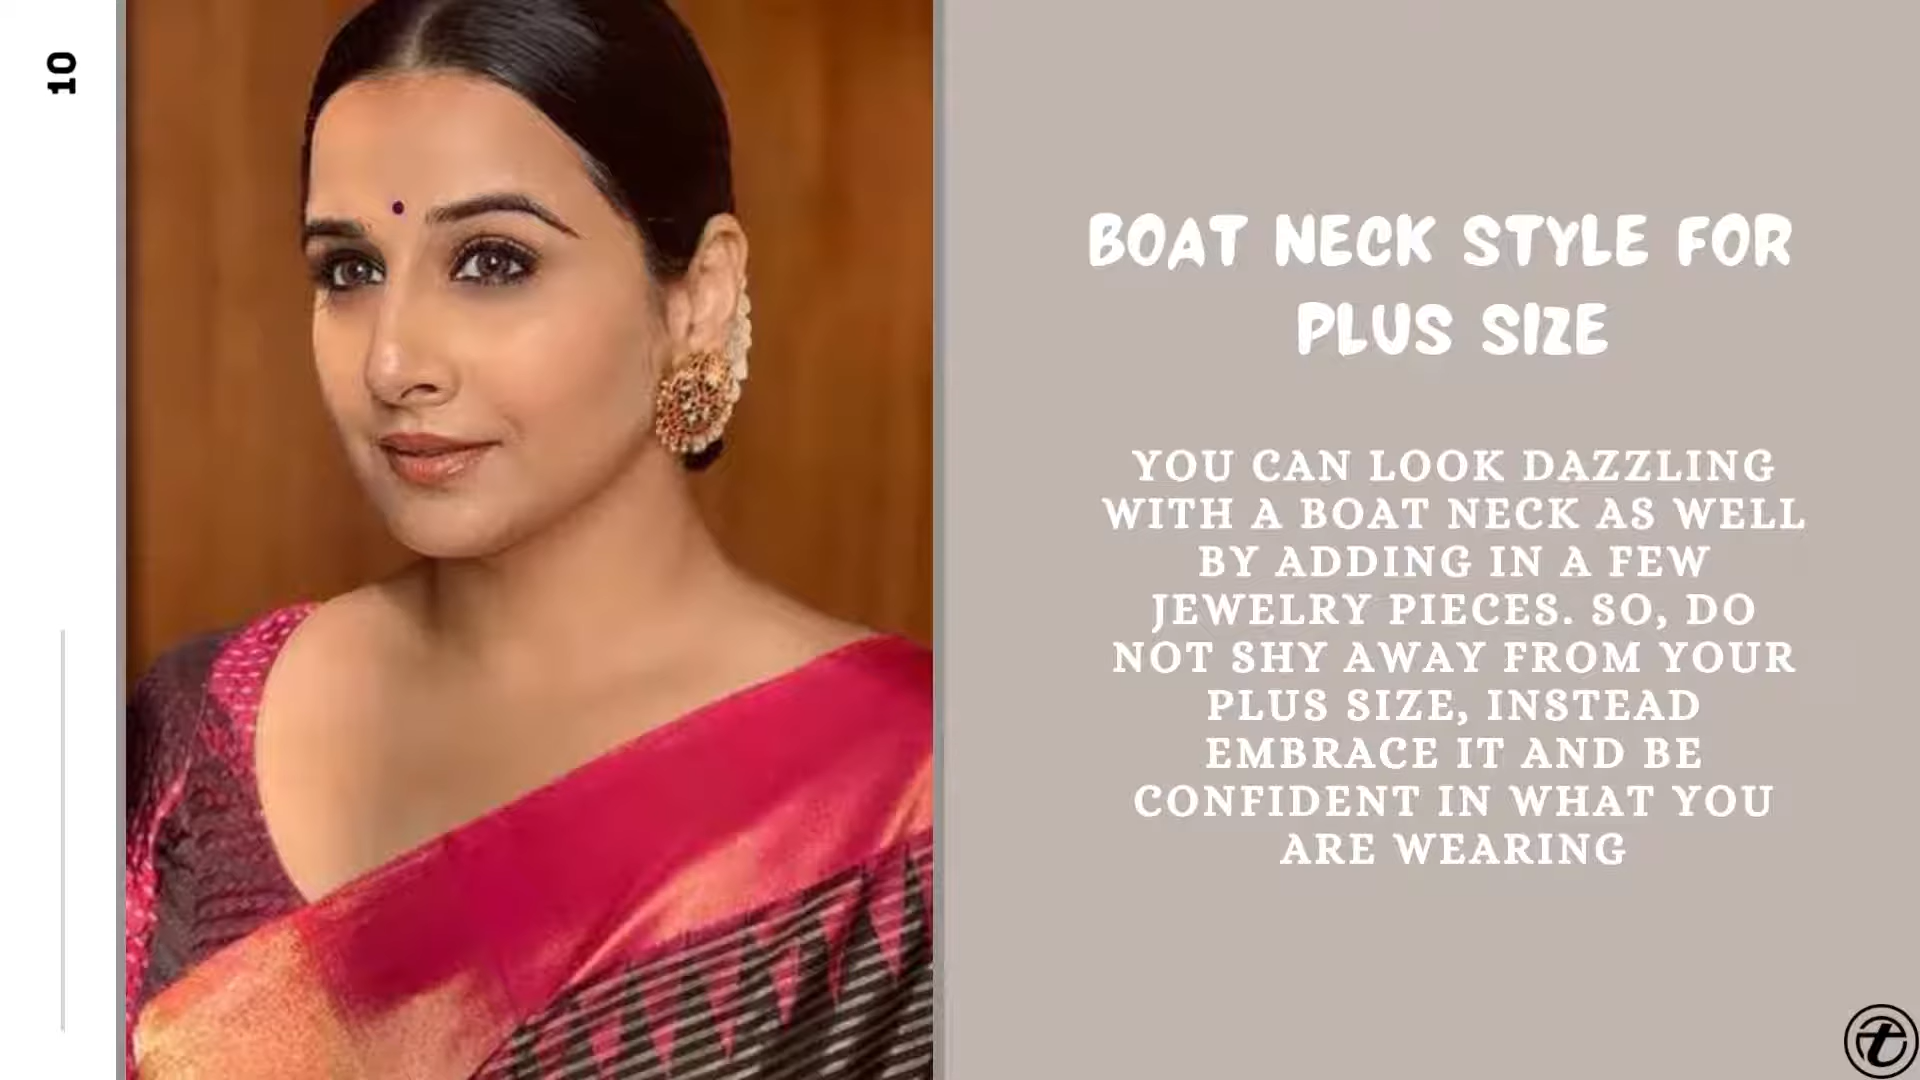 10
BOAT NECK STYLE FOR
PLUS SIZE
YOU CAN LOOK DAZZLING
WITH A BOAT NECK AS WELL
BY ADDING IN A FEW
JEWELRY PIECES. SO, DO
NOT SHY AWAY FROM YOUR
PLUS SIZE, INSTEAD
EMBRACE IT AND BE
CONFIDENT IN WHAT YOU
ARE WEARING
t